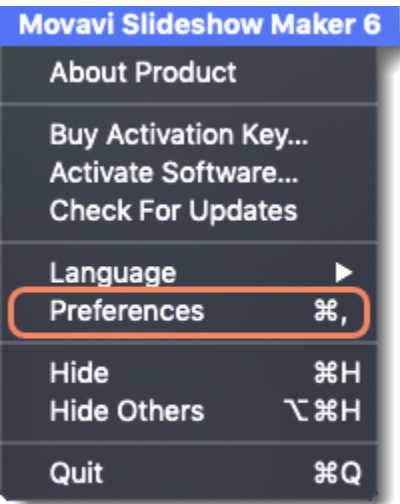 Movavi Slideshow Maker 6
About Product
Buy Activation Key...
Activate Software...
Check For Updates
Language ▶
Preferences ⌘,
Hide ⌘H
Hide Others ⌥⌘H
Quit ⌘Q